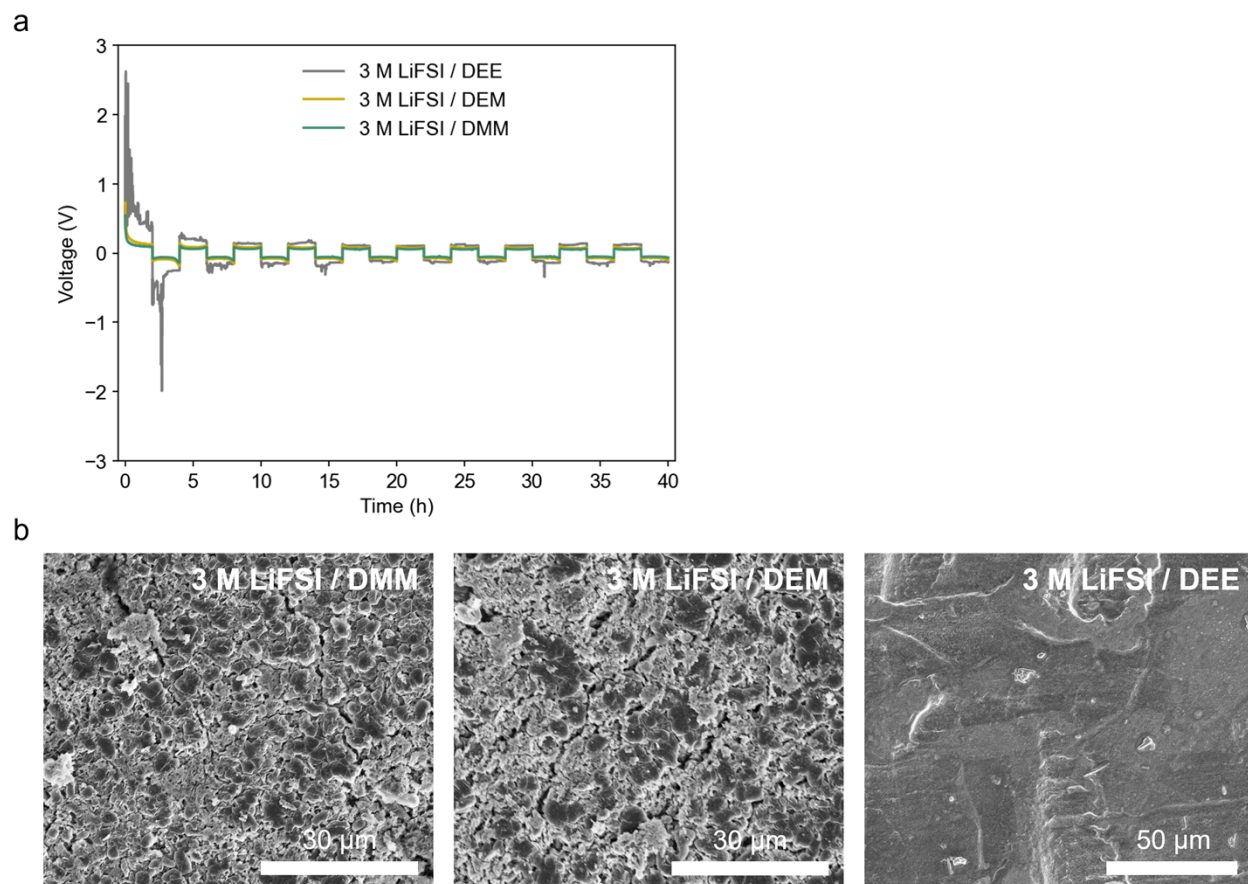 a
3 M LiFSI / DEE
3 M LiFSI / DEM
3 M LiFSI / DMM
3
2
1
0
−1
−2
−3
Voltage (V)
0 5 10 15 20 25 30 35 40
Time (h)
b
3 M LiFSI / DMM
30 µm
3 M LiFSI / DEM
30 µm
3 M LiFSI / DEE
50 µm